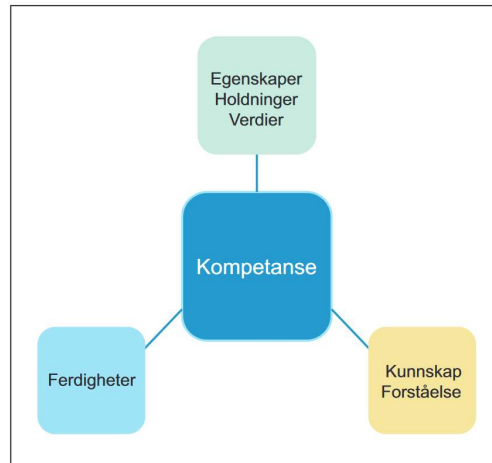 Egenskaper
Holdninger
Verdier
Kompetanse
Ferdigheter
Kunnskap
Forståelse